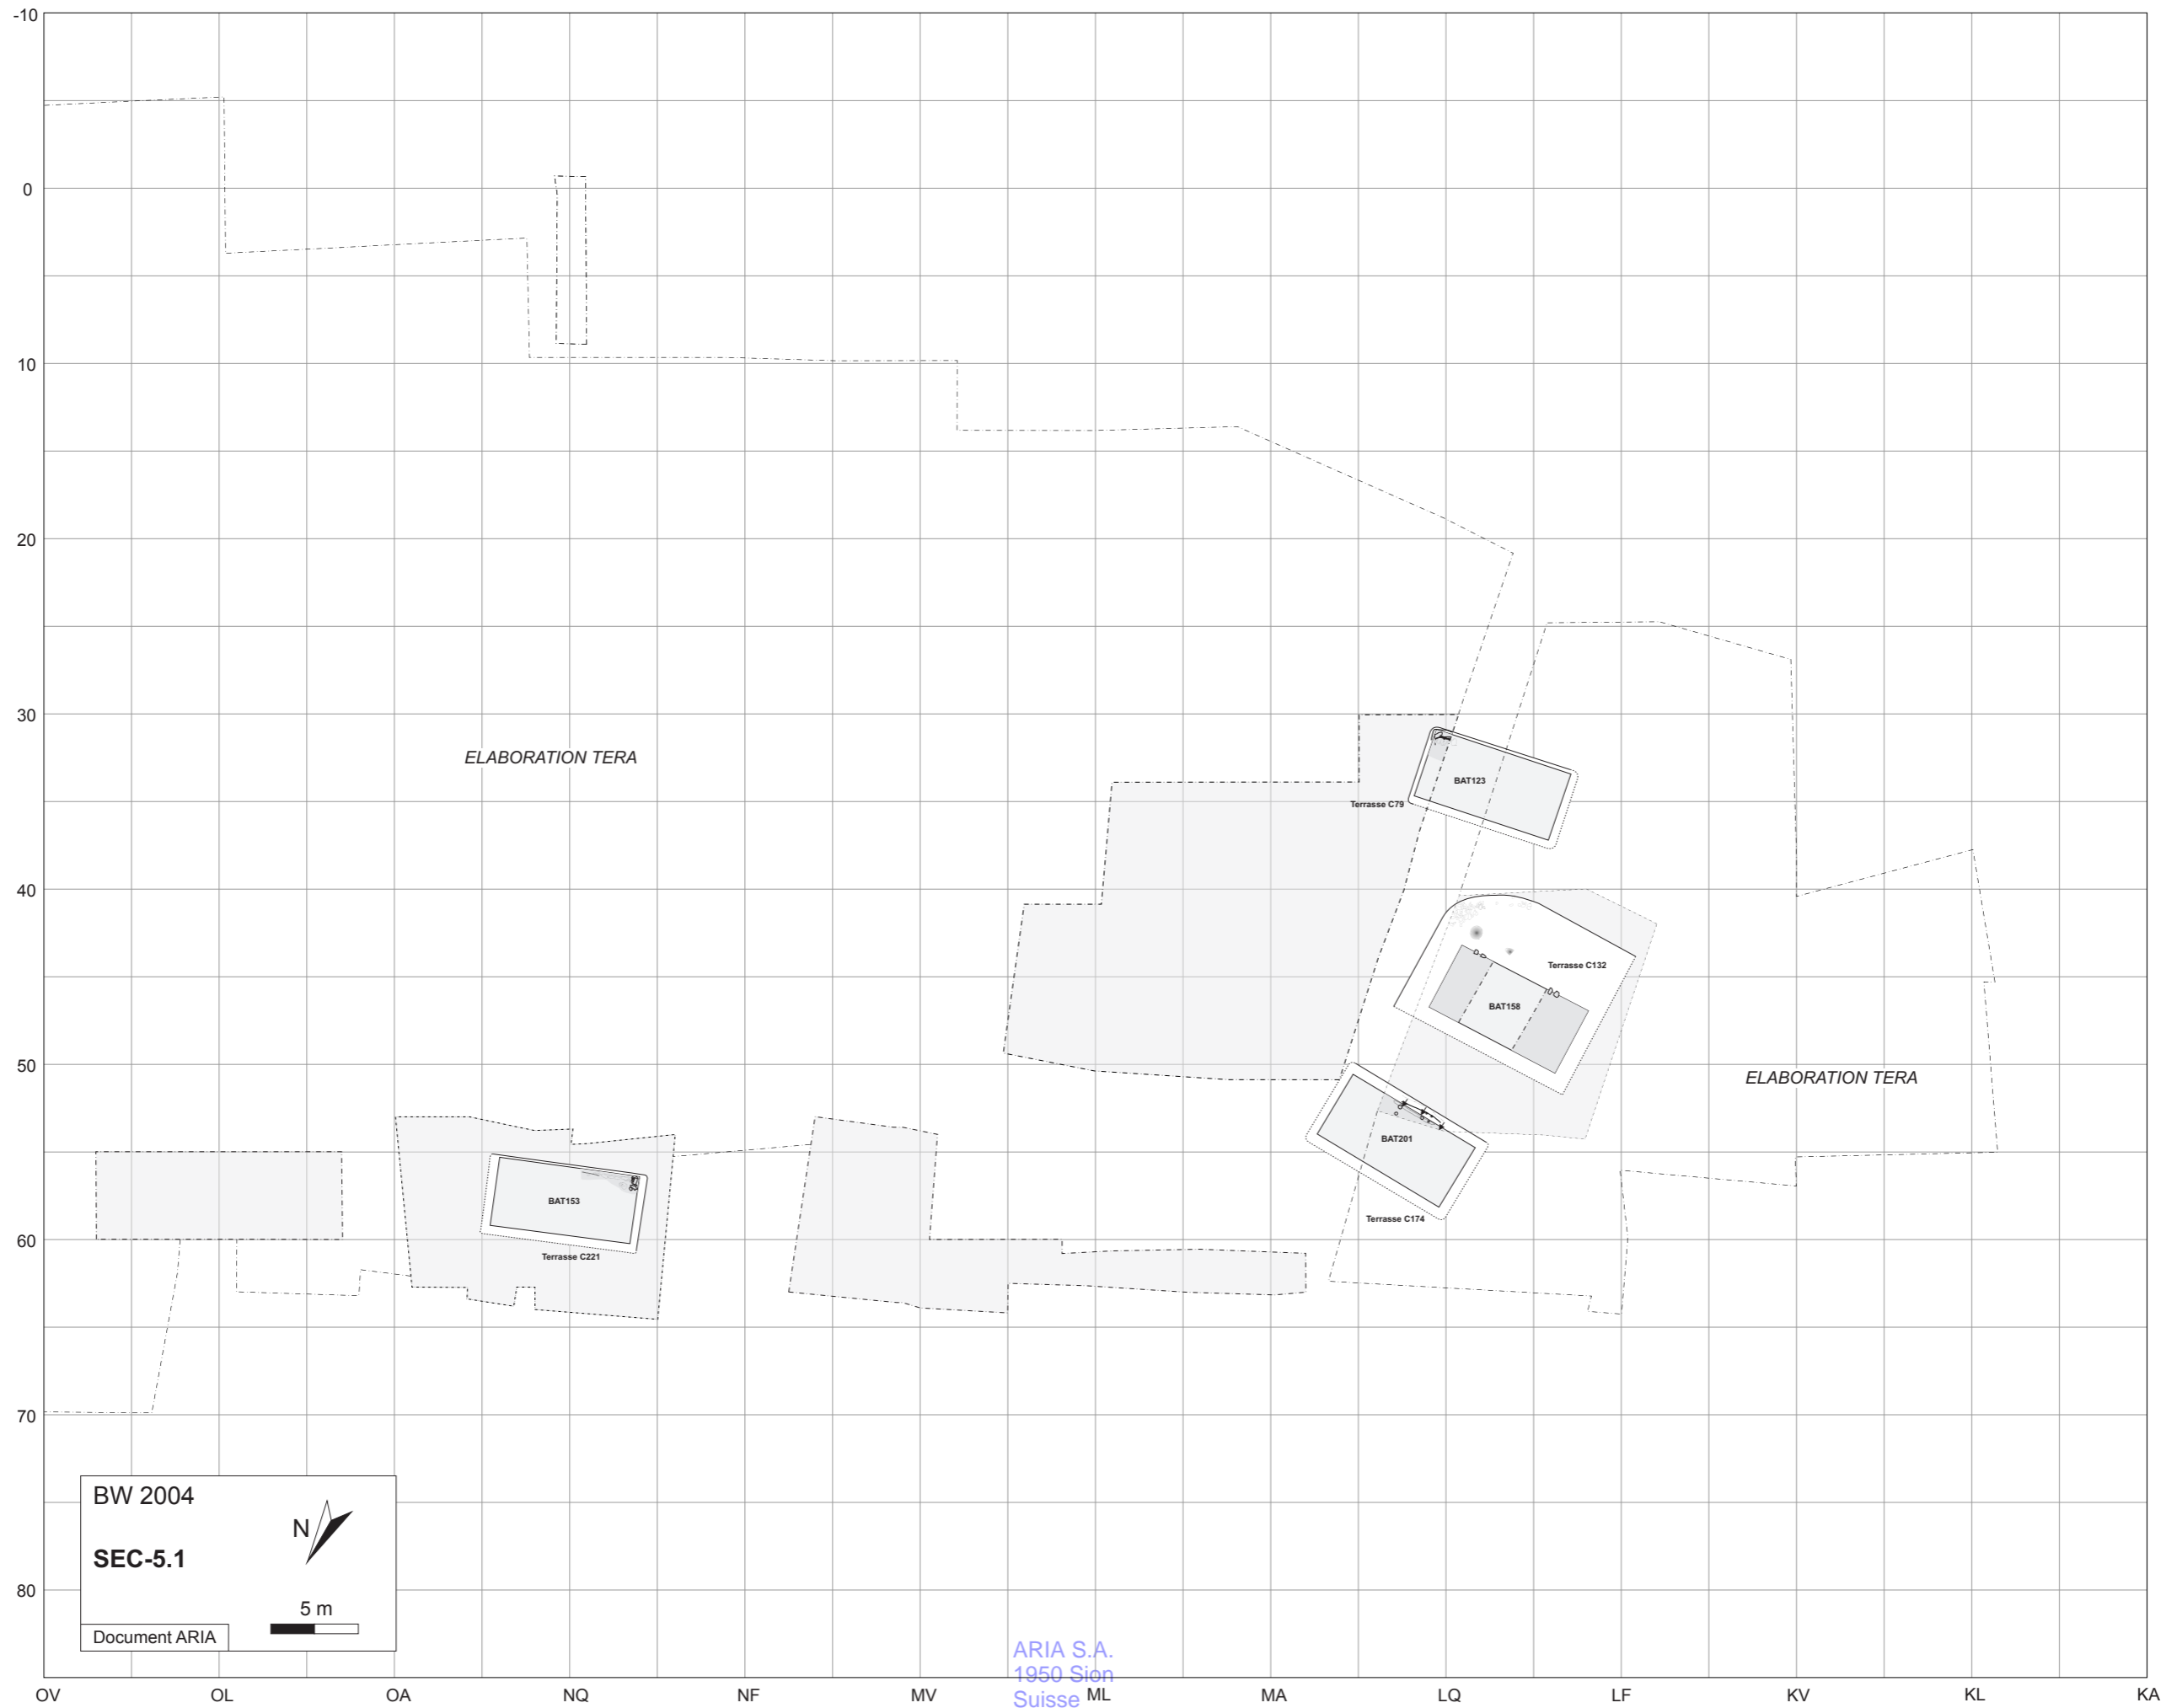 -10
0
10
20
30
ELABORATION TERA
BAT123
Terrasse C79
40
Terrasse C132
BAT158
50
ELABORATION TERA
BAT201
BAT153
Terrasse C174
60
Terrasse C221
70
BW 2004
N
SEC-5.1
80
5 m
Document ARIA
ARIA S.A.
1950 Sion
Suisse
OV OL OA NQ NF MV ML MA LQ LF KV KL KA